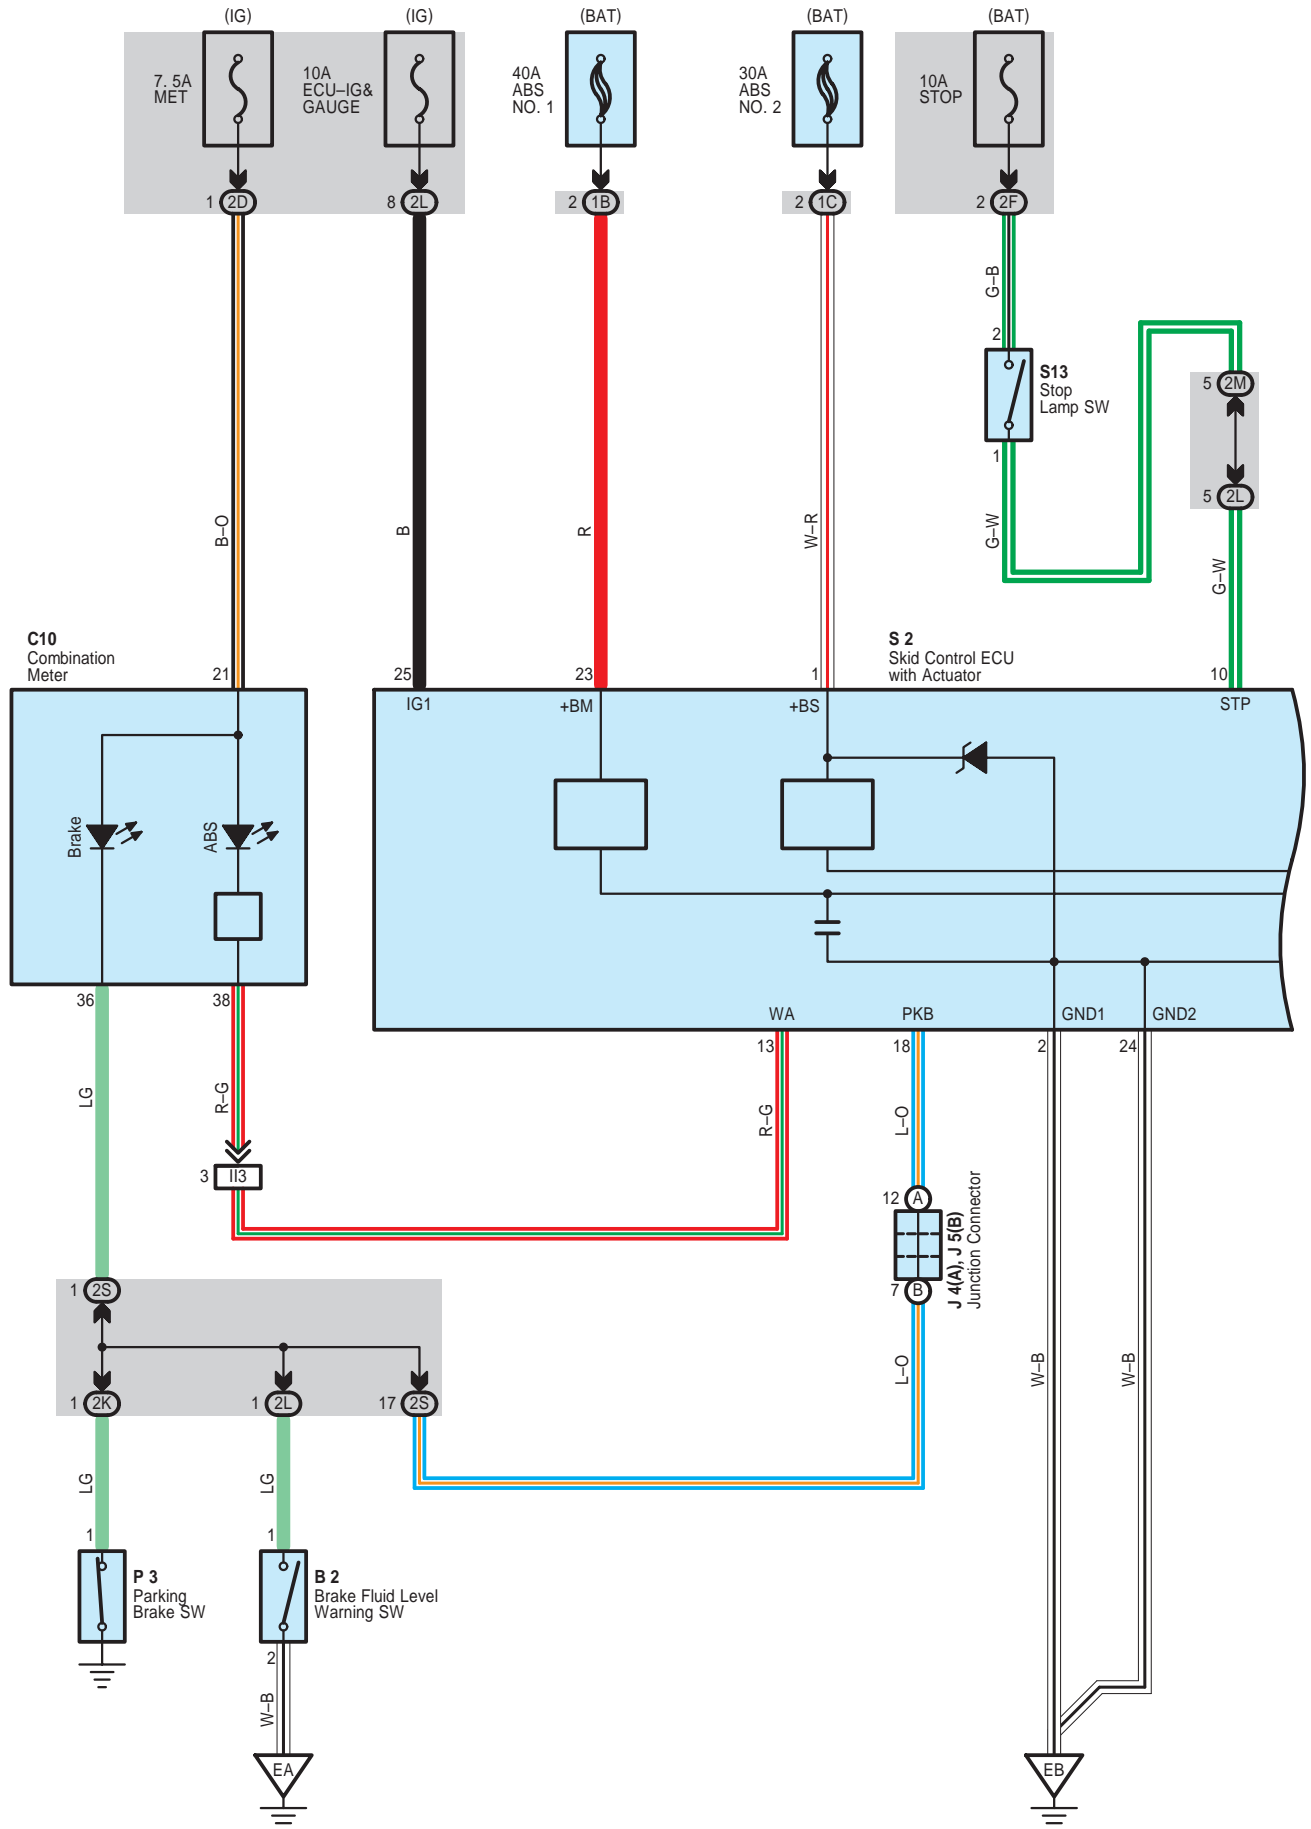 (IG)
(IG)
(BAT)
(BAT)
(BAT)
7. 5A
MET
10A
ECU–IG&
GAUGE
40A
ABS
NO. 1
30A
ABS
NO. 2
10A
STOP
1 2D
8 2L
2 1B
2 1C
2 2F
G–B
2
S13
Stop
Lamp SW
1
5 2M
5 2L
B–O
B
R
W–R
G–W
G–W
C10
Combination
Meter
21
25
23
1
S 2
Skid Control ECU
with Actuator
10
IG1
+BM
+BS
STP
Brake
ABS
WA
PKB
GND1
GND2
36
38
13
18
2
24
LG
R–G
R–G
L–O
3 II3
12 A
7 B
J 4(A), J 5(B)
Junction Connector
1 2S
1 2K
1 2L
17 2S
L–O
W–B
W–B
LG
LG
1
1
P 3
Parking
Brake SW
B 2
Brake Fluid Level
Warning SW
2
W–B
EA
EB